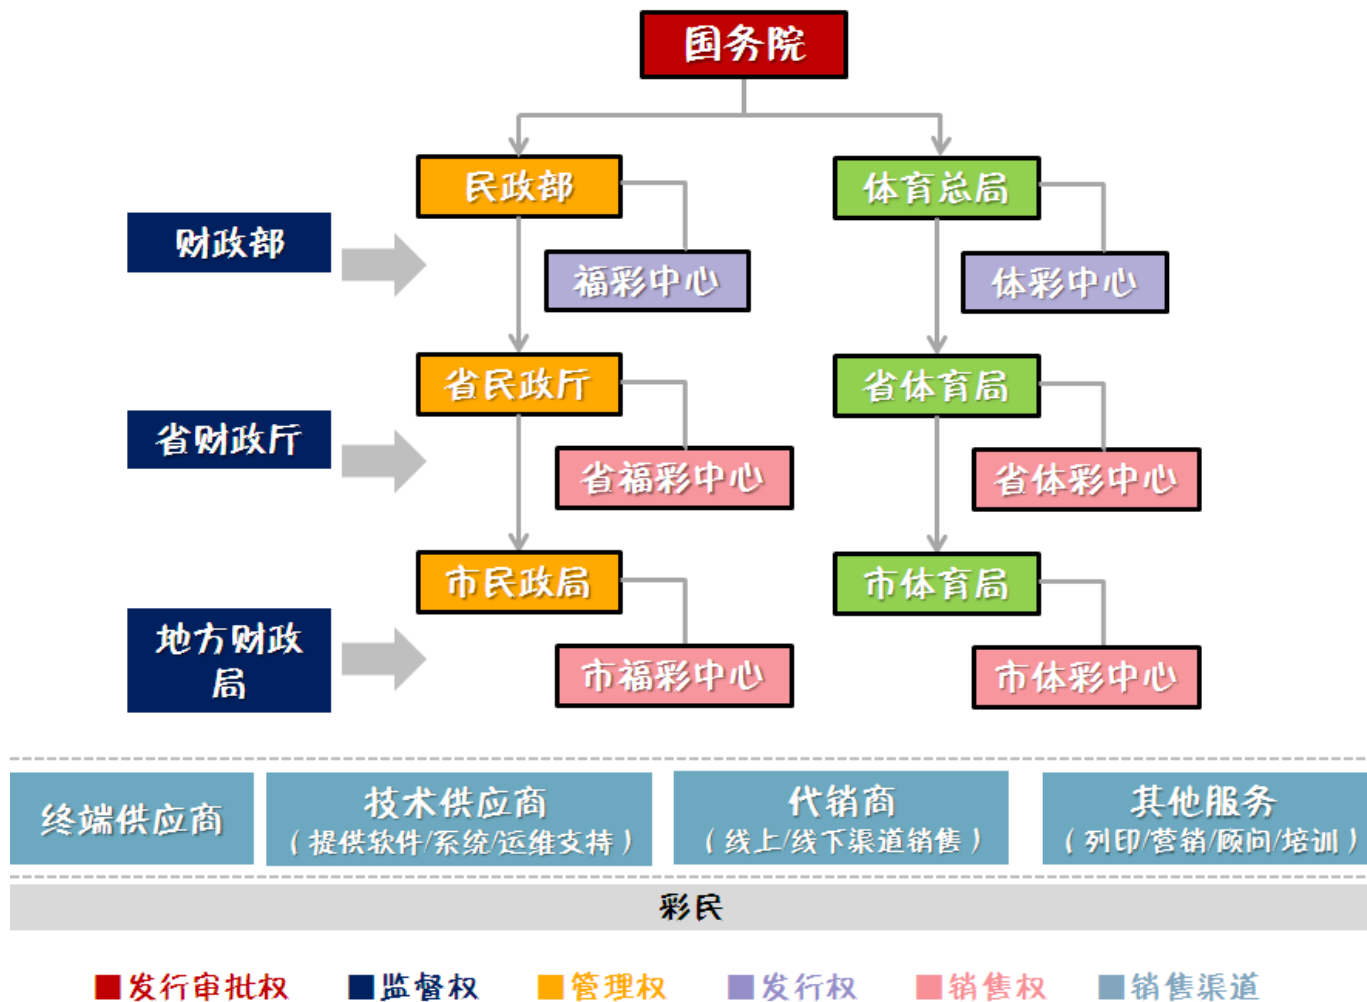 国务院
民政部
体育总局
财政部
福彩中心
体彩中心
省民政厅
省体育局
省财政厅
省福彩中心
省体彩中心
市民政局
市体育局
地方财政
局
市福彩中心
市体彩中心
终端供应商
技术供应商
（提供软件/系统/运维支持）
代销商
（线上/线下渠道销售）
其他服务
（列印/营销/顾问/培训）
彩民
发行审批权
监督权
管理权
发行权
销售权
销售渠道